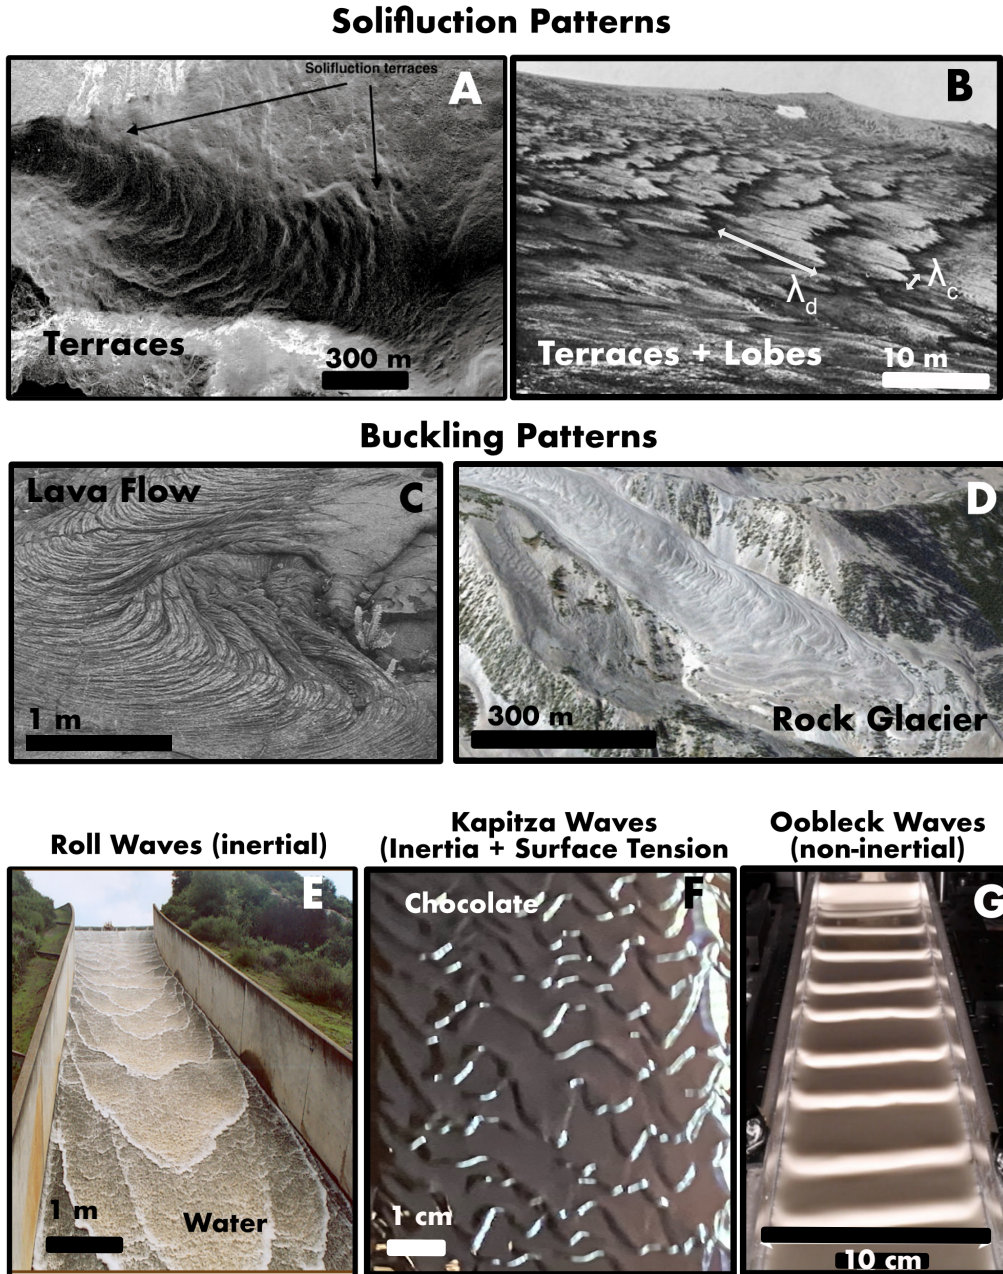 Solifluction Patterns
Solifluction terraces
A
Terraces
300 m
B
λd
λc
Terraces + Lobes
10 m
Buckling Patterns
Lava Flow
C
1 m
D
300 m
Rock Glacier
Roll Waves (inertial)
E
1 m
Water
Kapitza Waves
(Inertia + Surface Tension
Chocolate
F
1 cm
Oobleck Waves
(non-inertial)
G
10 cm